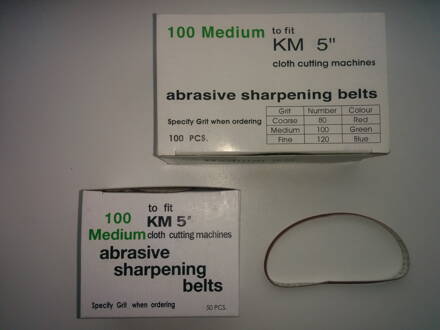 100 Medium to fit
KM 5"
cloth cutting machines
abrasive sharpening belts
Specify Grit when ordering
100 PCS.
Grit Number Colour
Coarse 80 Red
Medium 100 Green
Fine 120 Blue
100 Medium
to fit
KM 5"
cloth cutting machines
abrasive
sharpening
belts
Specify Grit when ordering
50 PCS.